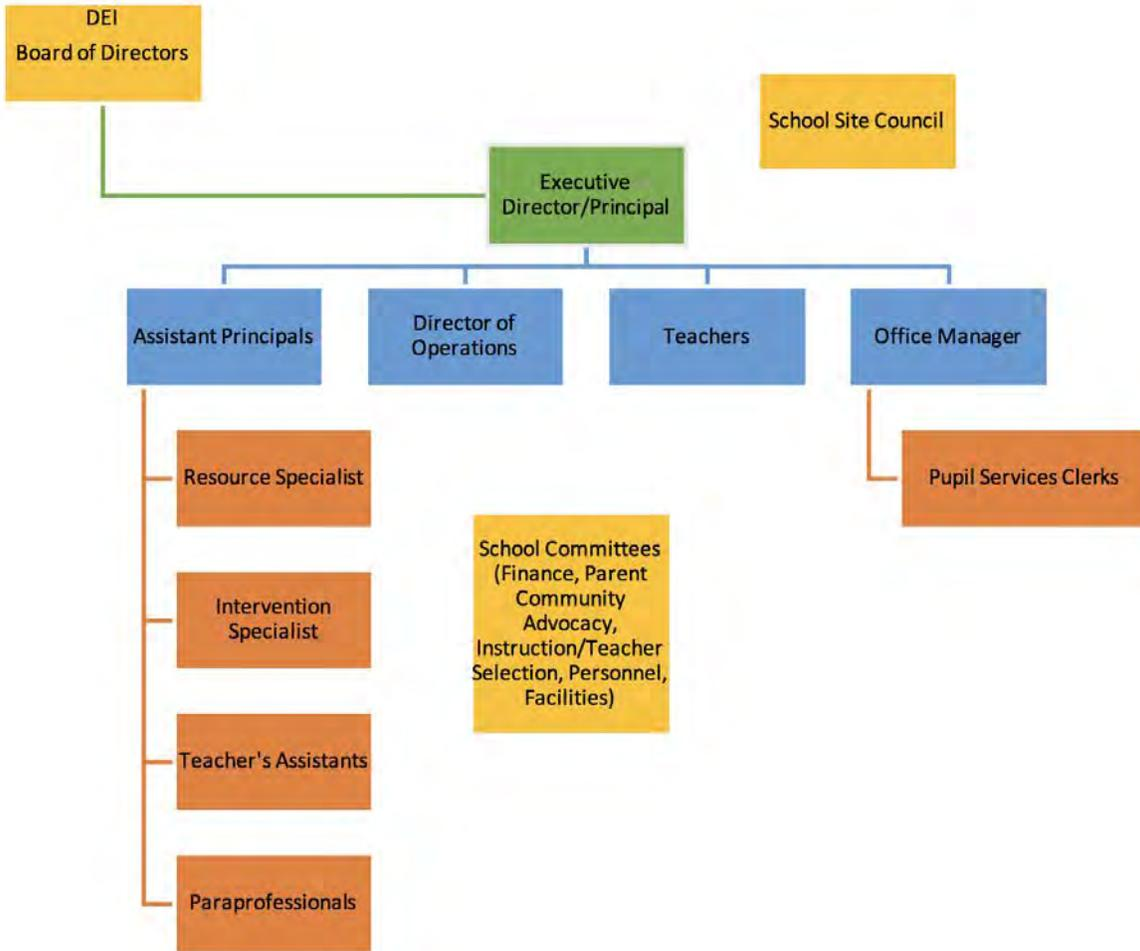 DEI
Board of Directors
School Site Council
Executive
Director/Principal
Assistant Principals
Director of
Operations
Teachers
Office Manager
Resource Specialist
Pupil Services Clerks
School Committees
(Finance, Parent
Community
Advocacy,
Instruction/Teacher
Selection, Personnel,
Facilities)
Intervention
Specialist
Teacher's Assistants
Paraprofessionals